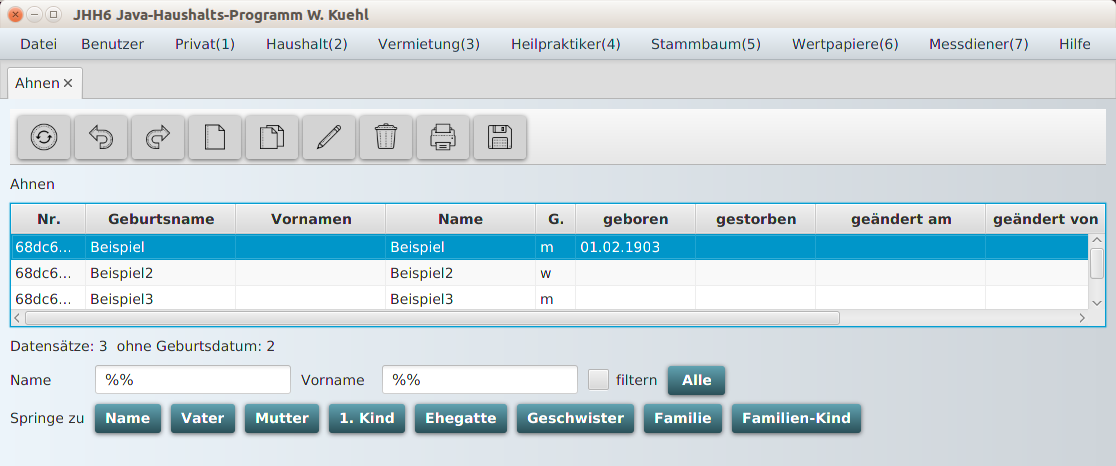 JHH6 Java-Haushalts-Programm W. Kuehl
Datei Benutzer Privat(1) Haushalt(2) Vermietung(3) Heilpraktiker(4) Stammbaum(5) Wertpapiere(6) Messdiener(7) Hilfe
Ahnen
Ahnen
Nr. Geburtsname Vornamen Name G. geboren gestorben geändert am geändert von
68dc6... Beispiel Beispiel m 01.02.1903
68dc6... Beispiel2 Beispiel2 w
68dc6... Beispiel3 Beispiel3 m
Datensätze: 3 ohne Geburtsdatum: 2
Name %% Vorname %% filtern Alle
Springe zu Name Vater Mutter 1. Kind Ehegatte Geschwister Familie Familien-Kind